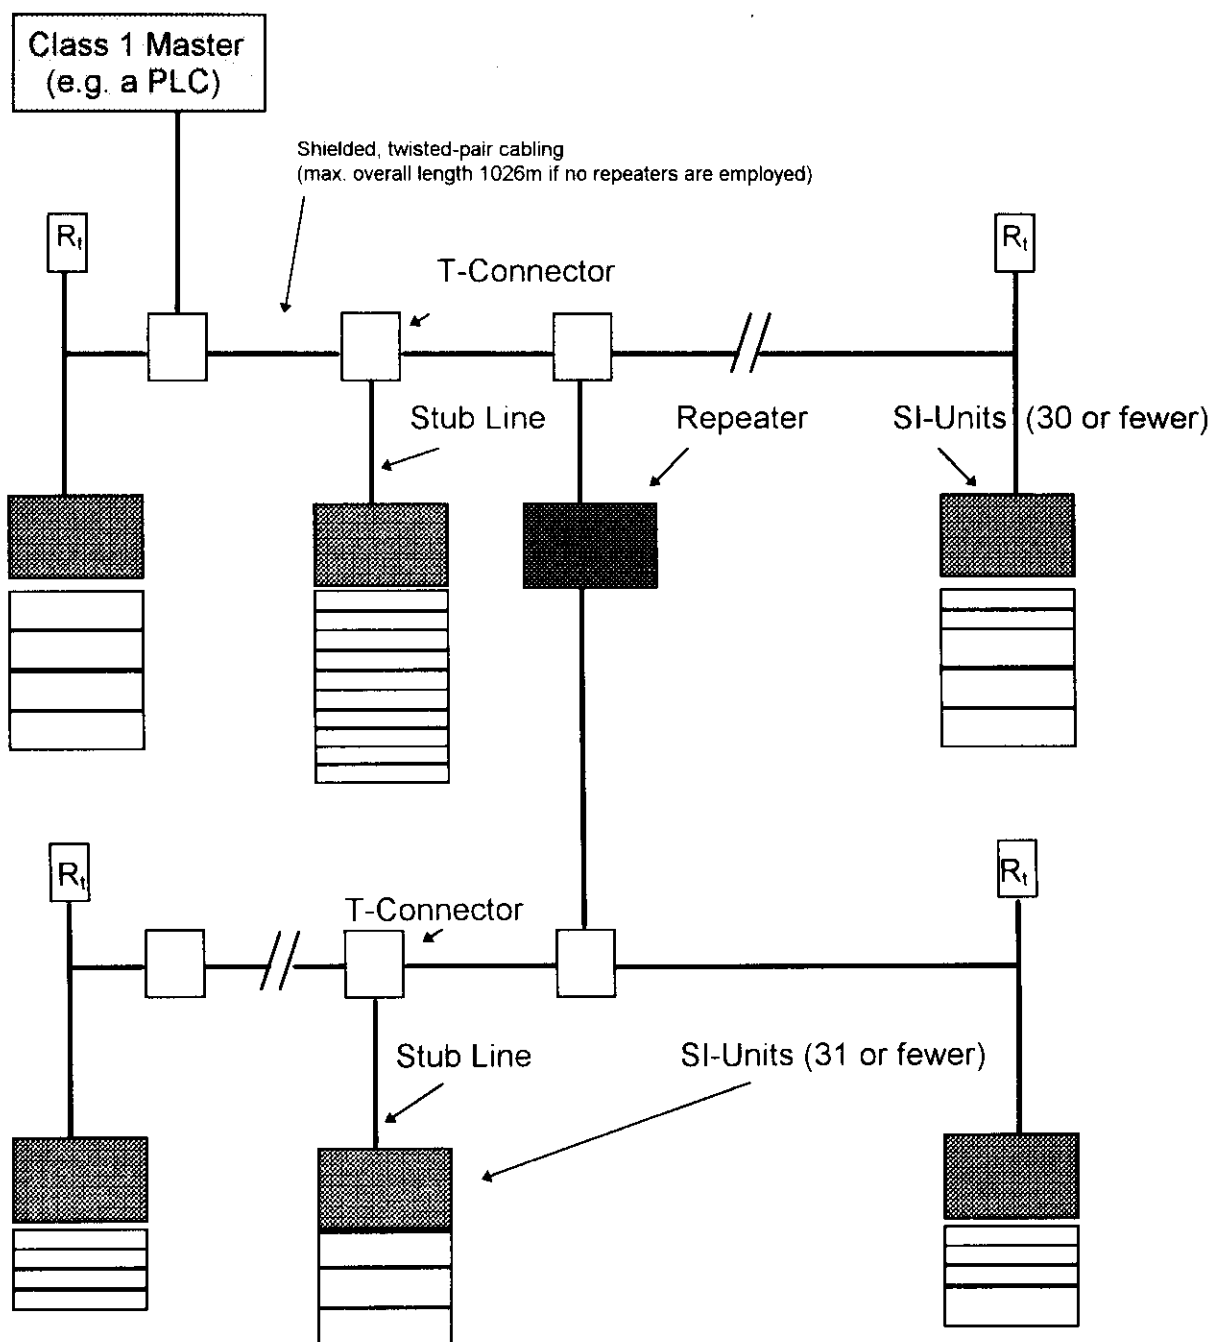 Class 1 Master
(e.g. a PLC)
Shielded, twisted-pair cabling
(max. overall length 1026m if no repeaters are employed)
Rt
Rt
T-Connector
Stub Line
Repeater
SI-Units (30 or fewer)
Rt
Rt
T-Connector
Stub Line
SI-Units (31 or fewer)